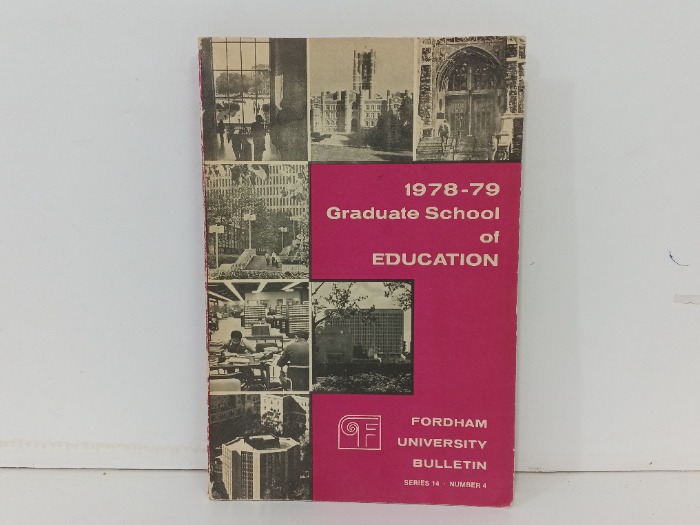 1978-79
Graduate School
of
EDUCATION
FORDHAM
UNIVERSITY
BULLETIN
SERIES 14 · NUMBER 4